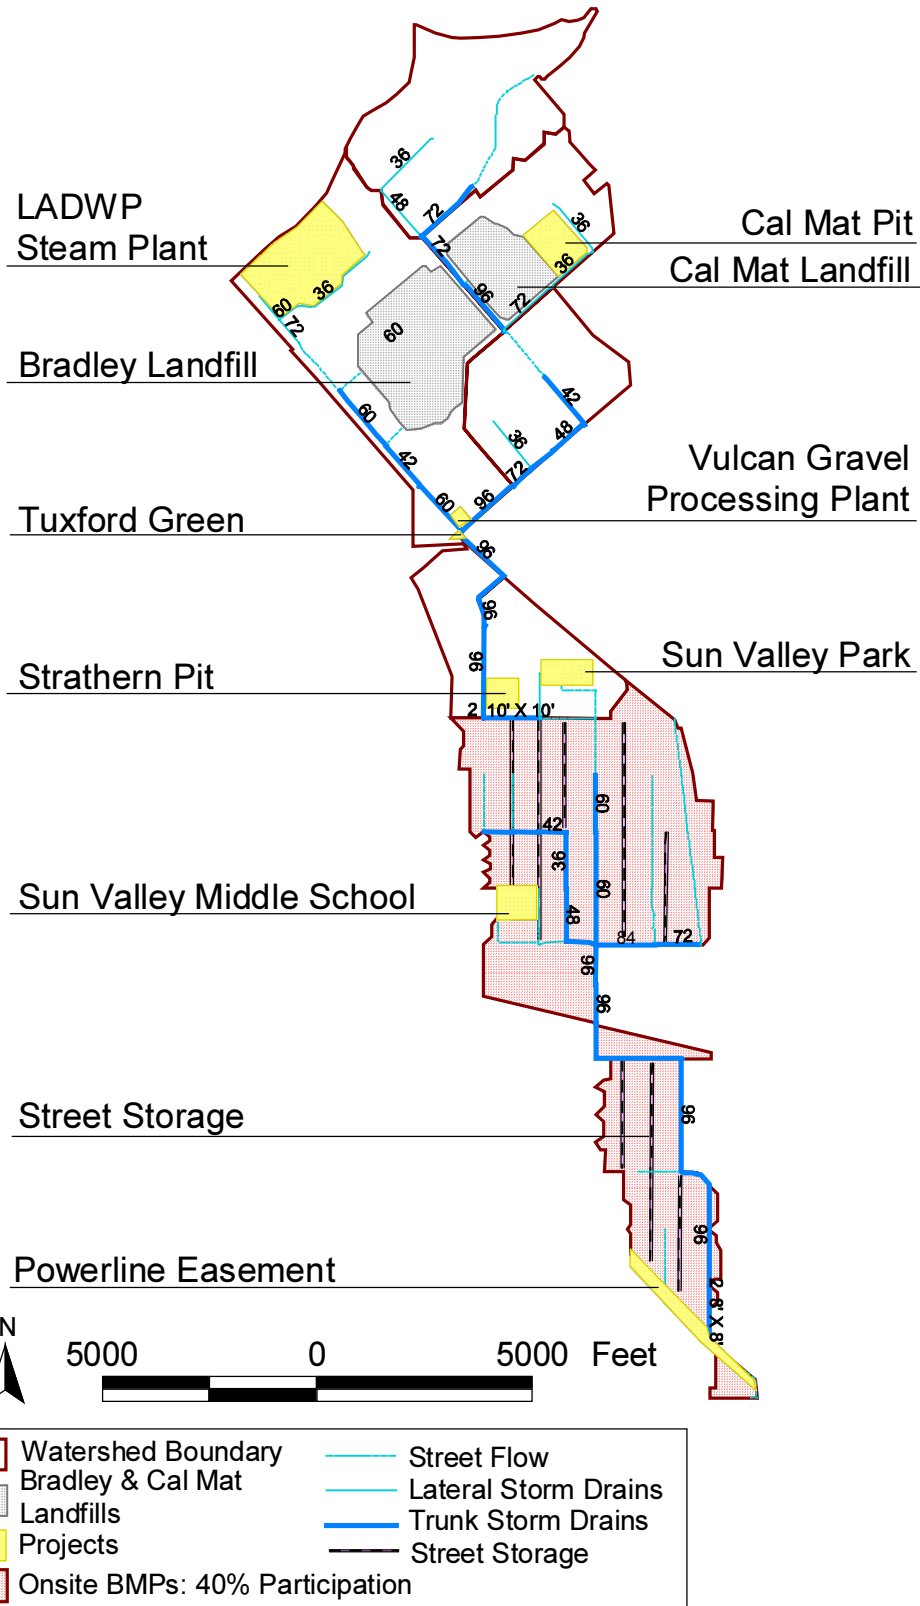 36
48
72
36
LADWP
Steam Plant
Cal Mat Pit
72
36
Cal Mat Landfill
96
72
60
36
72
60
Bradley Landfill
60
42
36
48
42
72
Vulcan Gravel
Processing Plant
60
96
Tuxford Green
96
96
96
Sun Valley Park
Strathern Pit
2 10' X 10'
60
42
36
60
Sun Valley Middle School
48
84
72
96
96
Street Storage
96
96
Powerline Easement
2 8' X 8'
N
5000 0 5000 Feet
Watershed Boundary
Bradley & Cal Mat
Landfills
Projects
Onsite BMPs: 40% Participation
Street Flow
Lateral Storm Drains
Trunk Storm Drains
Street Storage